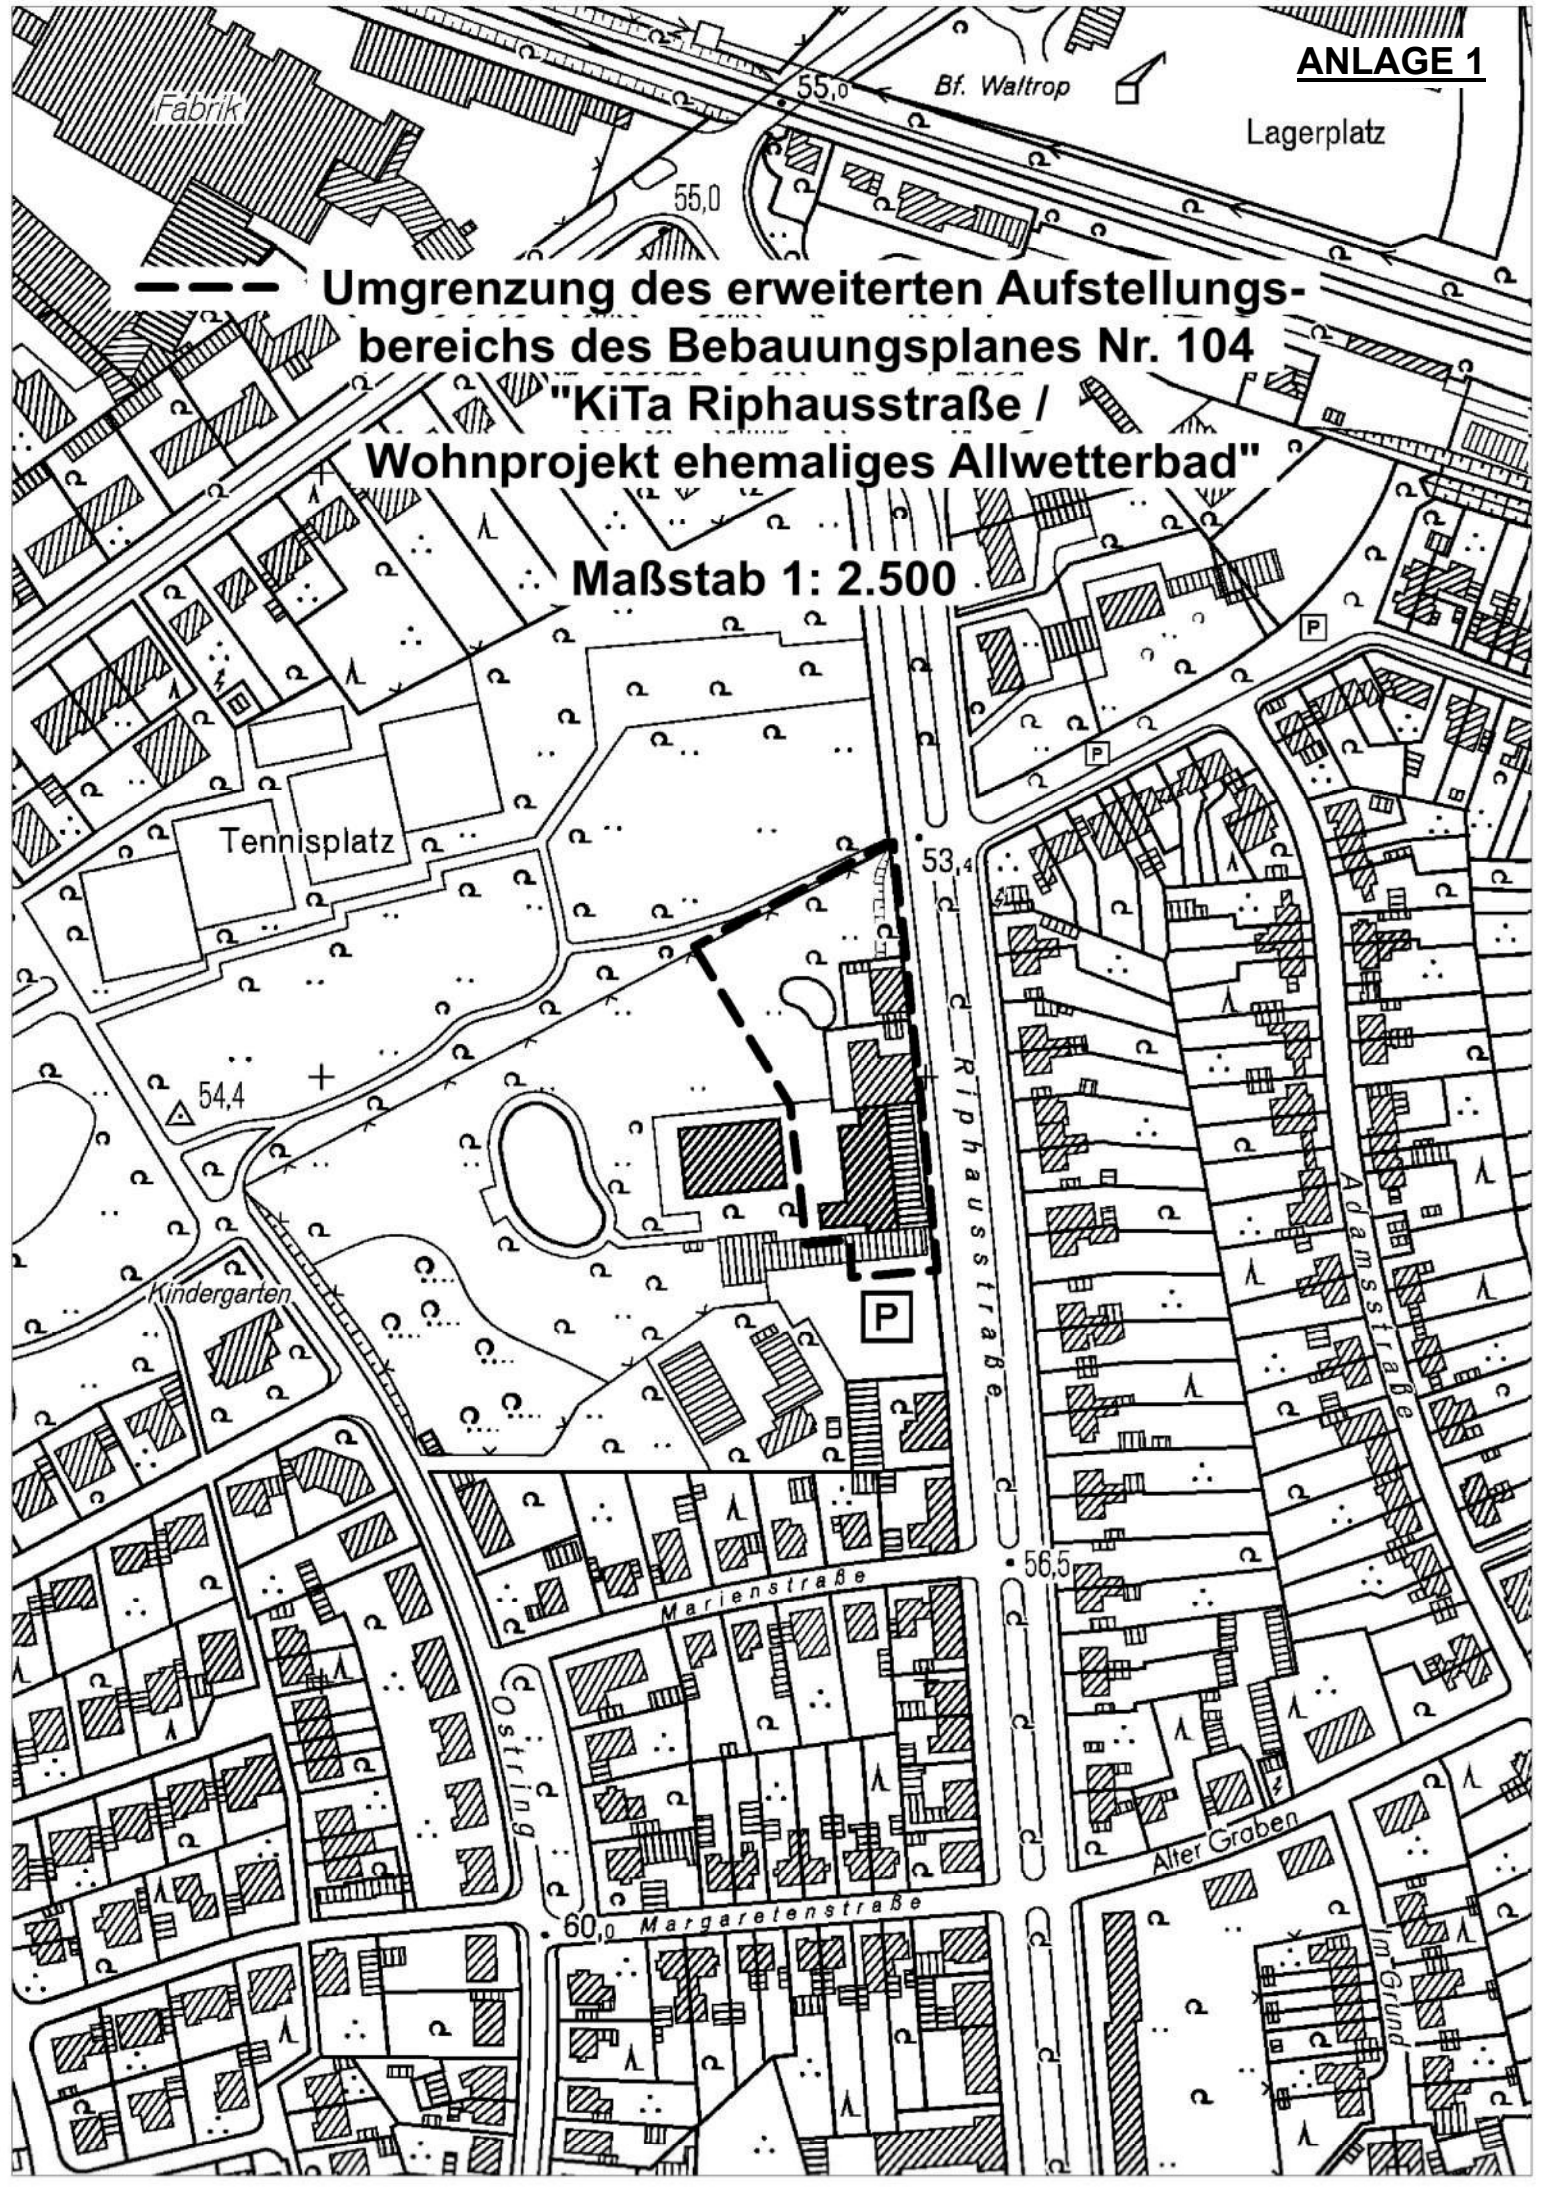 ANLAGE 1
Fabrik
55,0
Bf. Waltrop
Lagerplatz
55,0
Umgrenzung des erweiterten Aufstellungs-
bereichs des Bebauungsplanes Nr. 104
"KiTa Riphausstraße /
Wohnprojekt ehemaliges Allwetterbad"
Maßstab 1: 2.500
P
P
Tennisplatz
53,4
54,4
Riphausstraße
Adamsstraße
Kindergarten
P
56,5
Marienstraße
Ostring
Alter Graben
60,0
Margaretenstraße
Im Grund